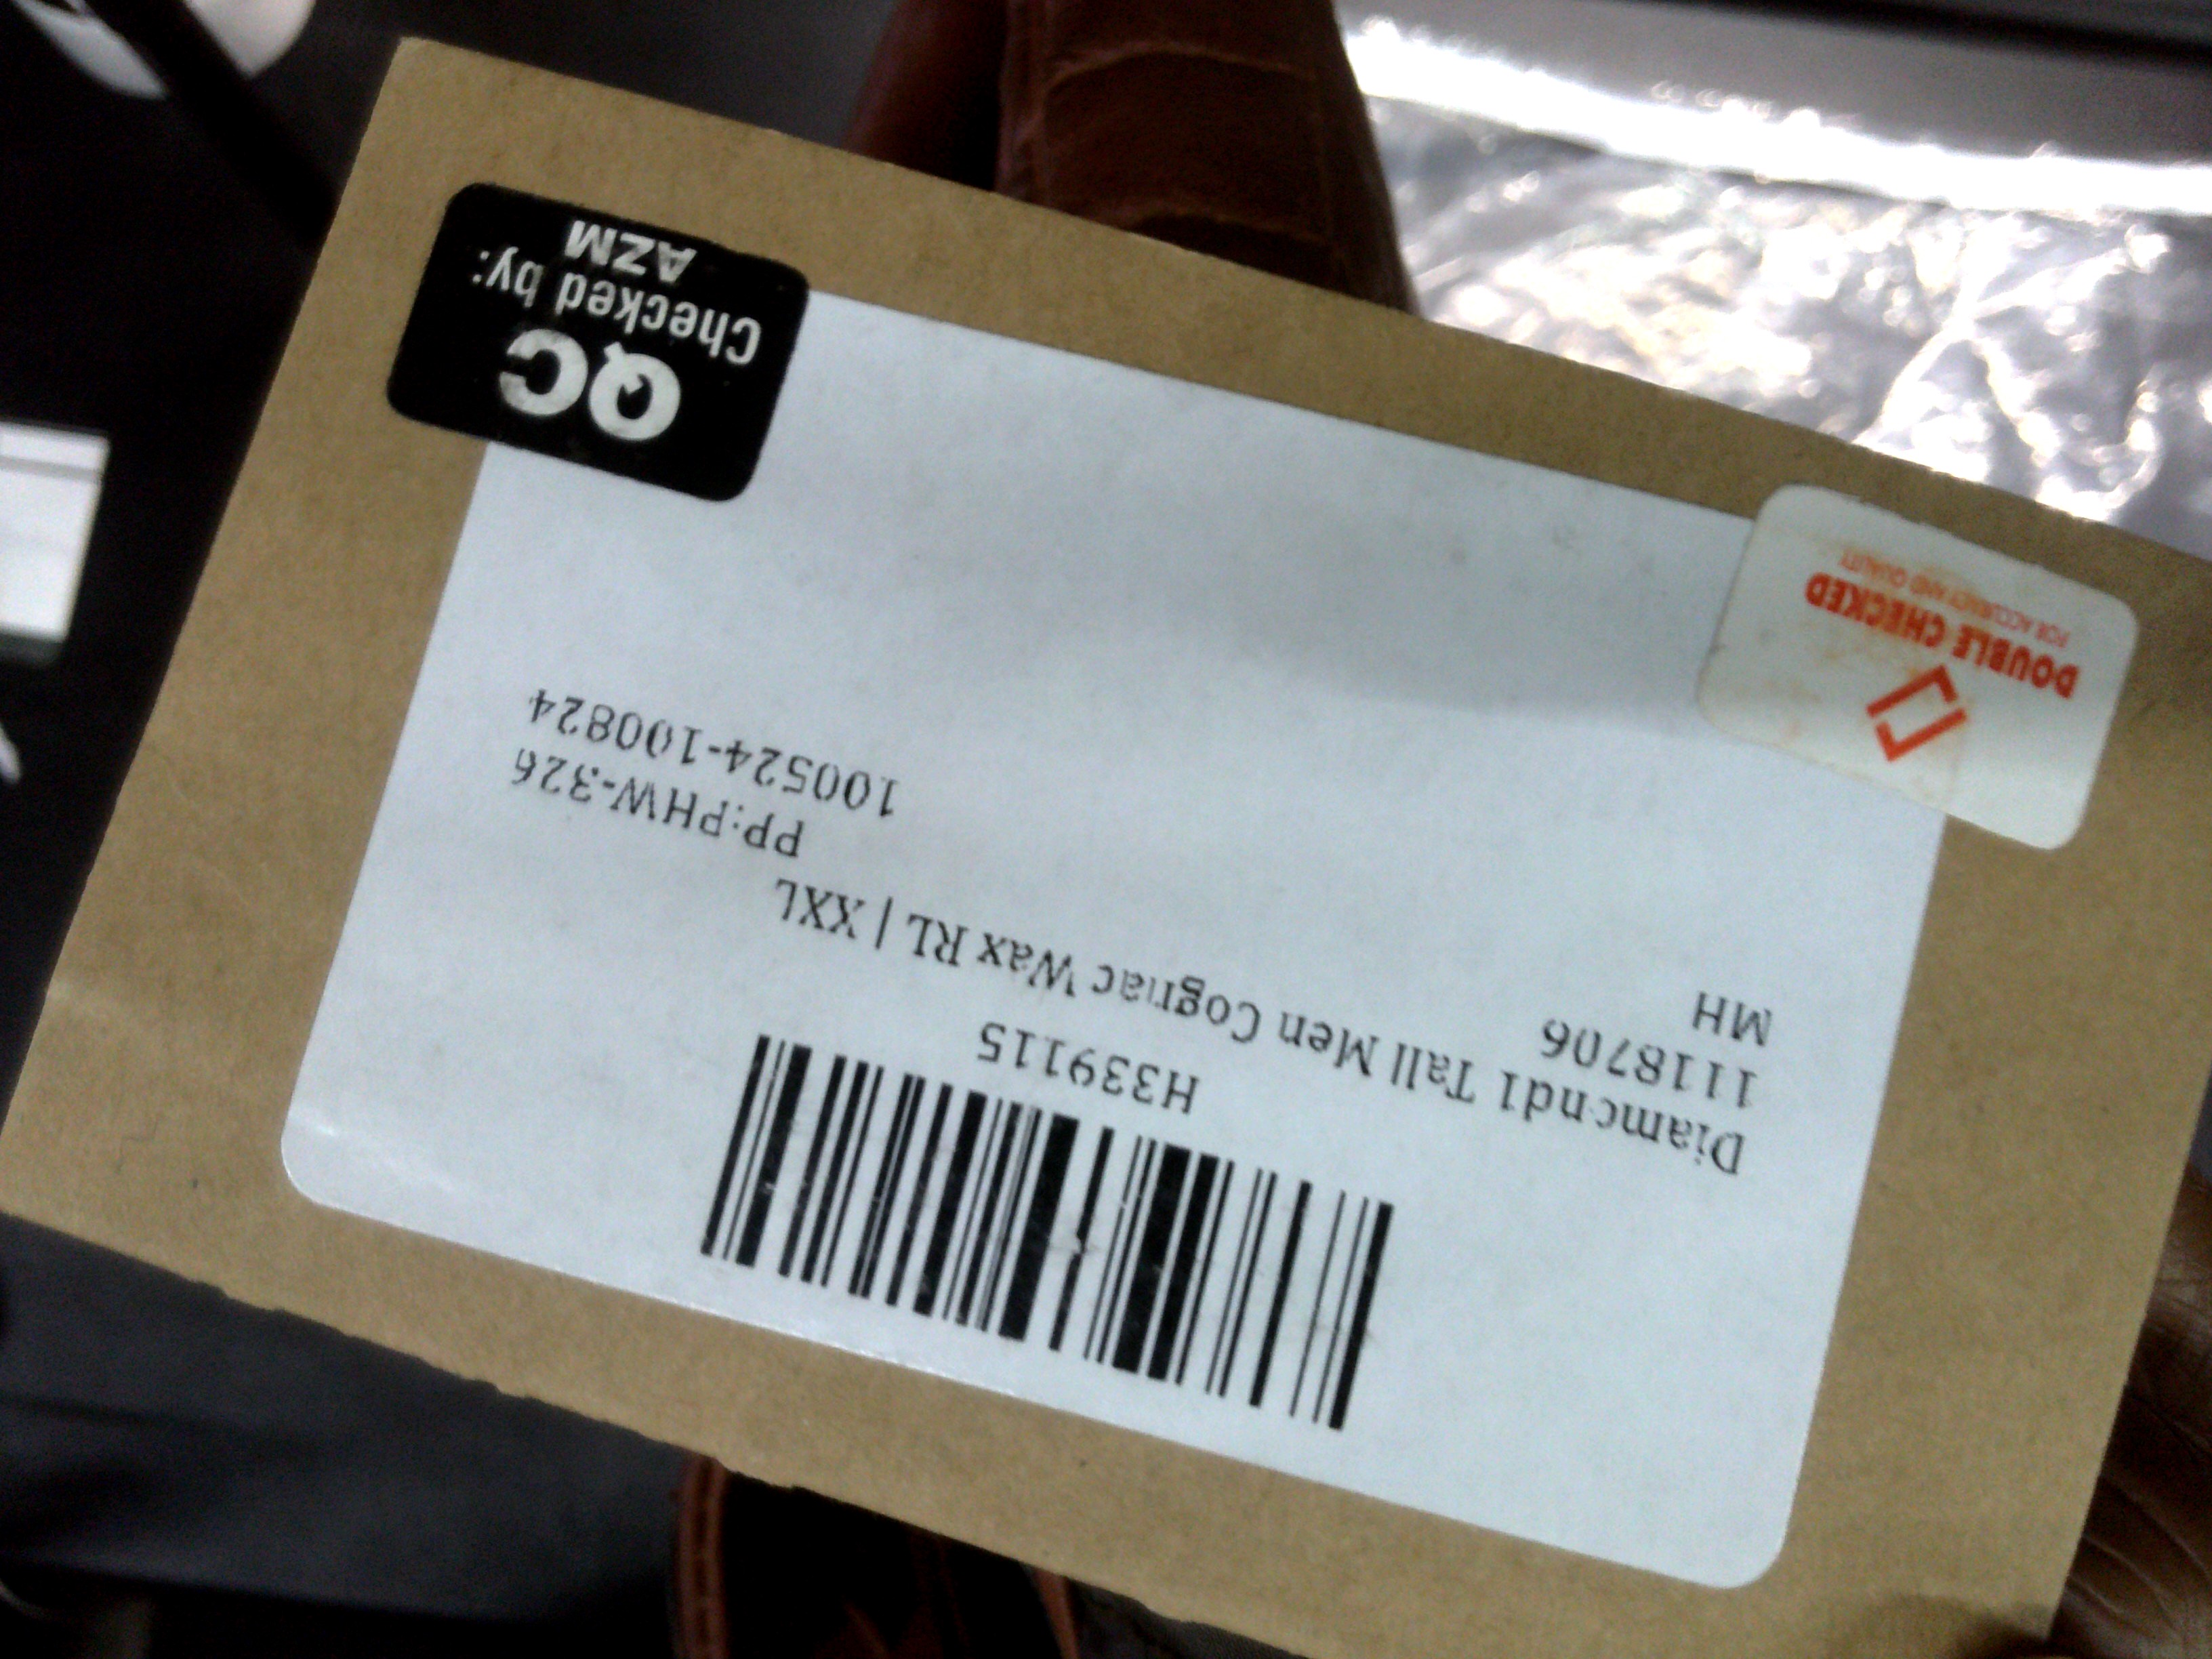 H339115
Diamond1 Tall Men Cognac Wax RL | XXL
1118706
PP:PHW-326
MH
100524-100824
DOUBLE CHECKED
FOR ACCURACY AND QUALITY
QC
Checked by:
AZM